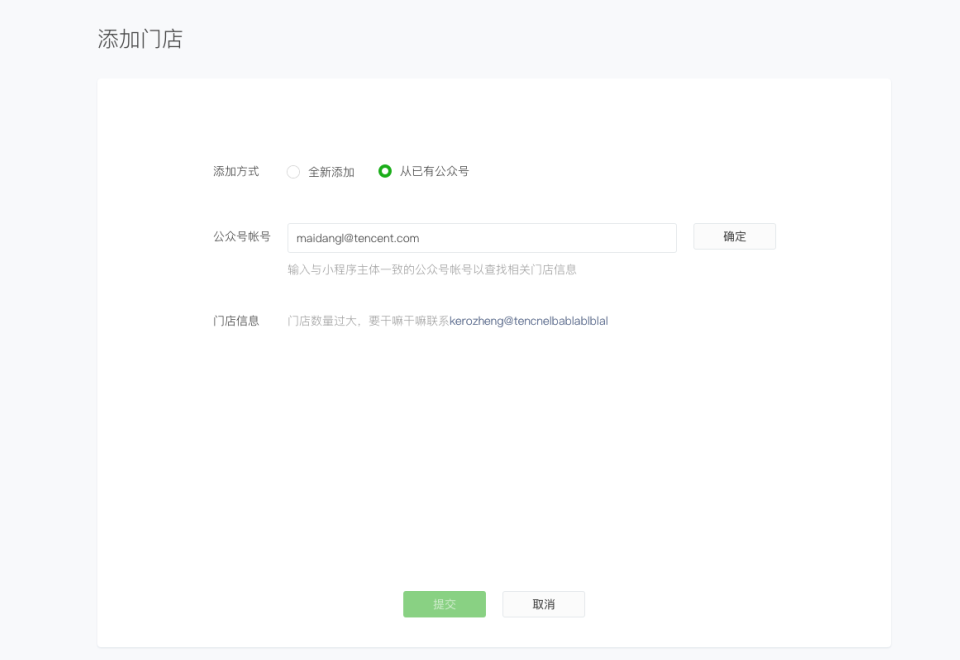 添加门店
添加方式 全新添加 从已有公众号
公众号帐号 maidangl@tencent.com 确定
输入与小程序主体一致的公众号帐号以查找相关门店信息
门店信息 门店数量过大，要干嘛干嘛联系kerozheng@tencnelbablablblal
提交 取消